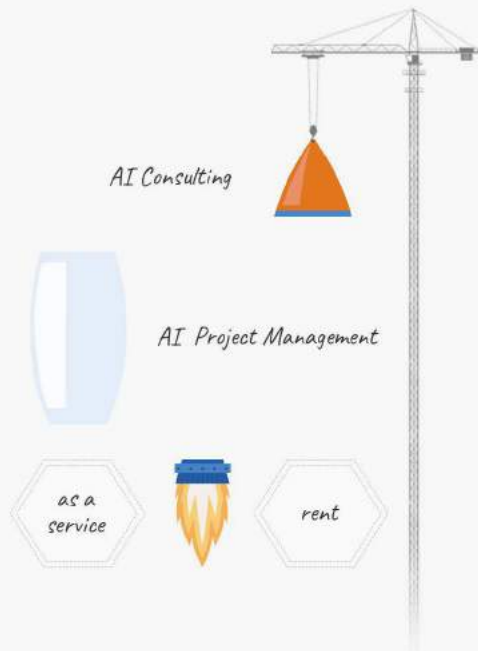 AI Consulting
AI Project Management
as a
service
rent